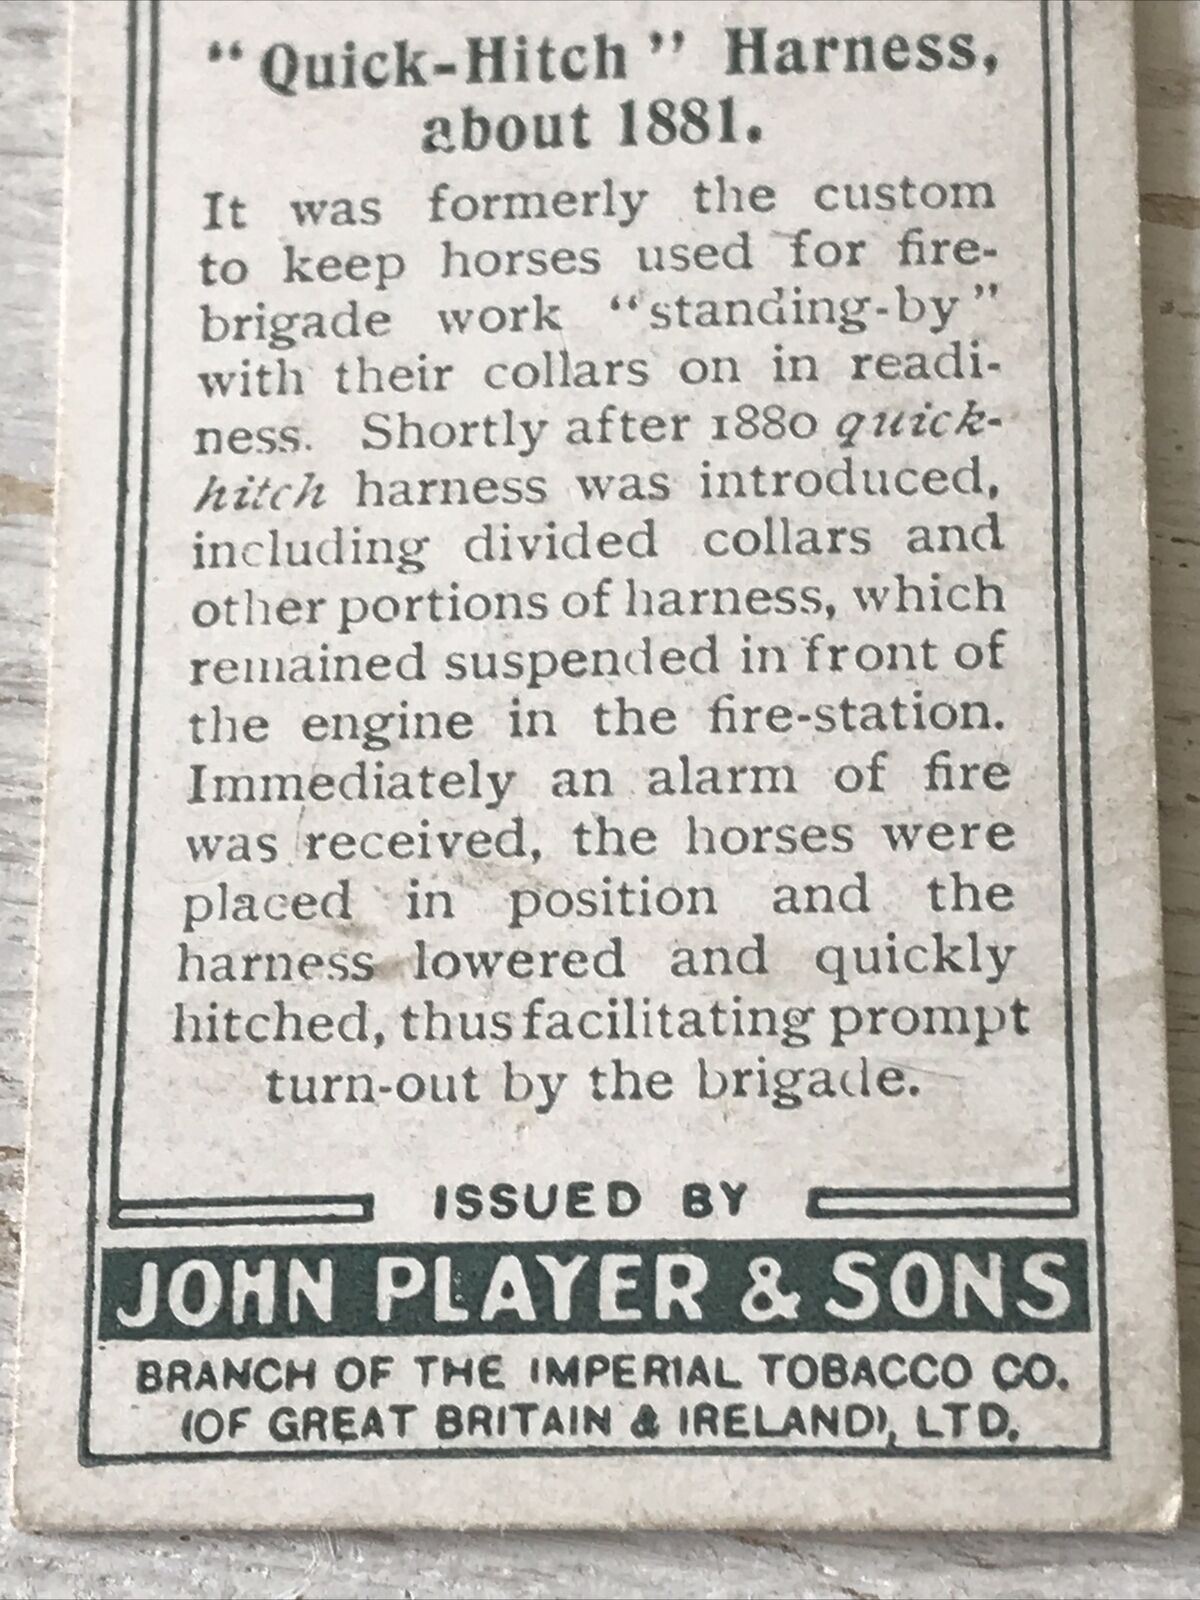 “Quick-Hitch” Harness,
about 1881.
It was formerly the custom
to keep horses used for fire-
brigade work “standing-by”
with their collars on in readi-
ness. Shortly after 1880 quick-
hitch harness was introduced,
including divided collars and
other portions of harness, which
remained suspended in front of
the engine in the fire-station.
Immediately an alarm of fire
was received, the horses were
placed in position and the
harness lowered and quickly
hitched, thus facilitating prompt
turn-out by the brigade.
ISSUED BY
JOHN PLAYER & SONS
BRANCH OF THE IMPERIAL TOBACCO CO.
(OF GREAT BRITAIN & IRELAND), LTD.